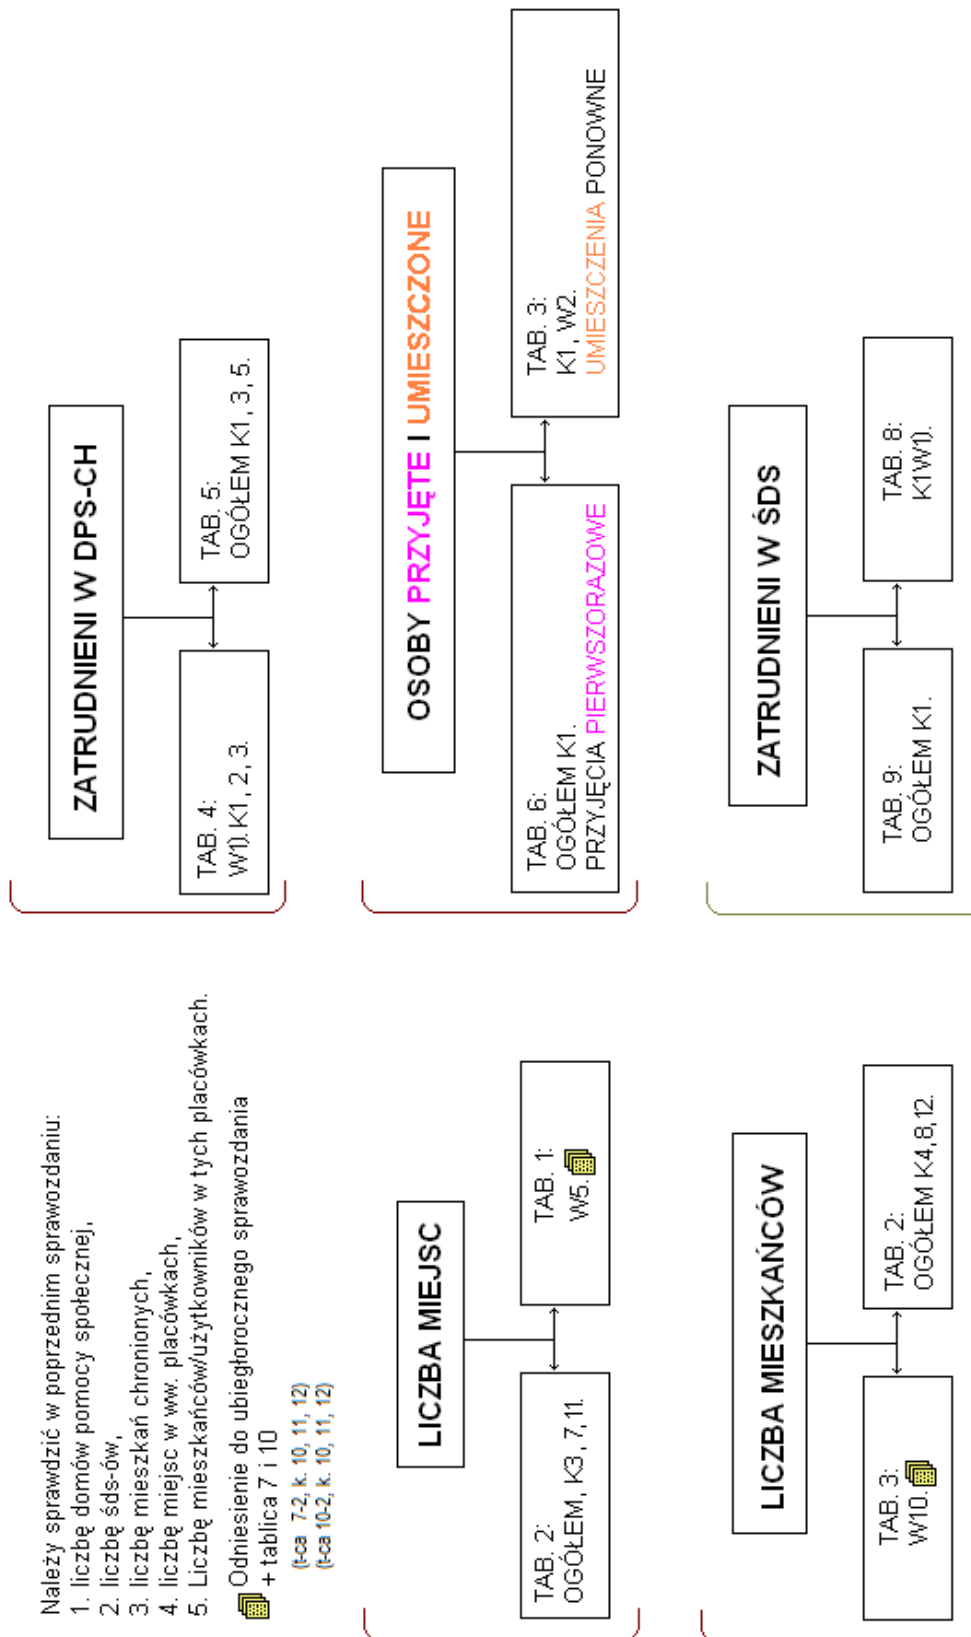 Należy sprawdzić w poprzednim sprawozdaniu:
1. liczbę domów pomocy społecznej,
2. liczbę śds-ów,
3. liczbę mieszkań chronionych,
4. liczbę miejsc w ww. placówkach,
5. Liczbę mieszkańców/użytkowników w tych placówkach.
Odniesienie do ubiegłorocznego sprawozdania
+ tablica 7 i 10
(t-ca 7-2, k. 10, 11, 12)
(t-ca 10-2, k. 10, 11, 12)
ZATRUDNIENI W DPS-CH
TAB. 4:
W1).K1, 2, 3.
TAB. 5:
OGÓŁEM K1, 3, 5.
LICZBA MIEJSC
TAB. 2:
OGÓŁEM, K3, 7,11.
TAB. 1:
W5.
OSOBY PRZYJĘTE I UMIESZCZONE
TAB. 6:
OGÓŁEM K1.
PRZYJĘCIA PIERWSZORAZOWE
TAB. 3:
K1, W2.
UMIESZCZENIA PONOWNE
LICZBA MIESZKAŃCÓW
TAB. 3:
W10.
TAB. 2:
OGÓŁEM K4,8,12.
ZATRUDNIENI W ŚDS
TAB. 9:
OGÓŁEM K1.
TAB. 8:
K1W1).